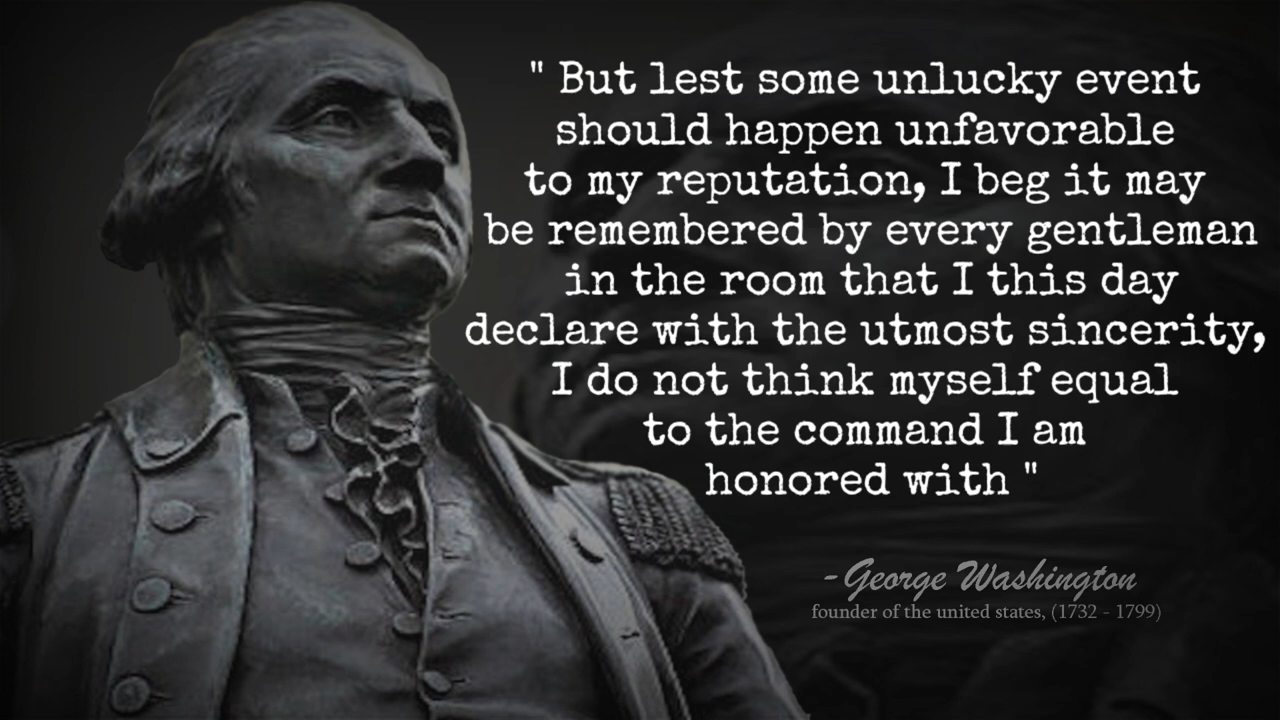 " But lest some unlucky event
should happen unfavorable
to my reputation, I beg it may
be remembered by every gentleman
in the room that I this day
declare with the utmost sincerity,
I do not think myself equal
to the command I am
honored with "
-George Washington
founder of the united states, (1732 - 1799)